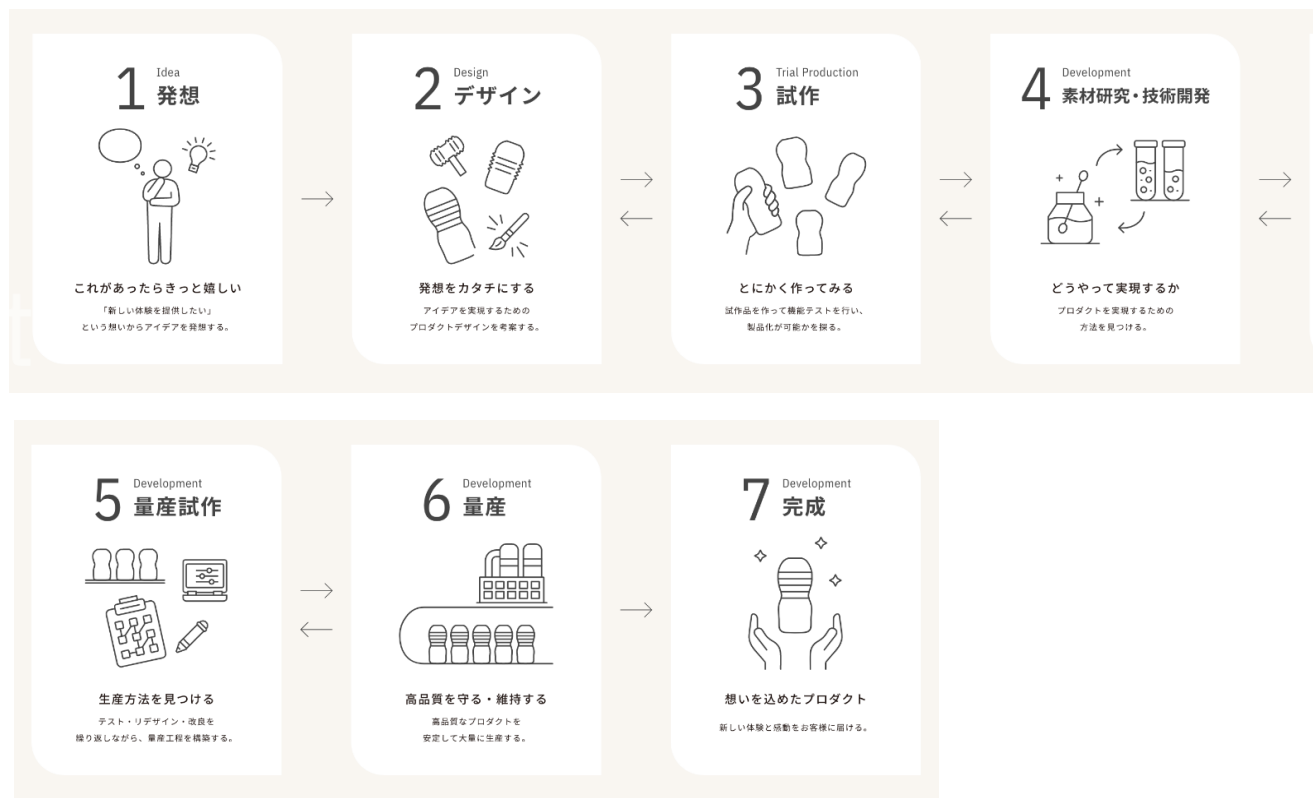 1
Idea
発想
これがあったらきっと嬉しい
「新しい体験を提供したい」
という想いからアイデアを発想する。
2
Design
デザイン
発想をカタチにする
アイデアを実現するための
プロダクトデザインを考案する。
3
Trial Production
試作
とにかく作ってみる
試作品を作って機能テストを行い、
製品化が可能かを探る。
4
Development
素材研究・技術開発
どうやって実現するか
プロダクトを実現するための
方法を見つける。
t
5
Development
量産試作
生産方法を見つける
テスト・リデザイン・改良を
繰り返しながら、量産工程を構築する。
6
Development
量産
高品質を守る・維持する
高品質なプロダクトを
安定して大量に生産する。
7
Development
完成
想いを込めたプロダクト
新しい体験と感動をお客様に届ける。